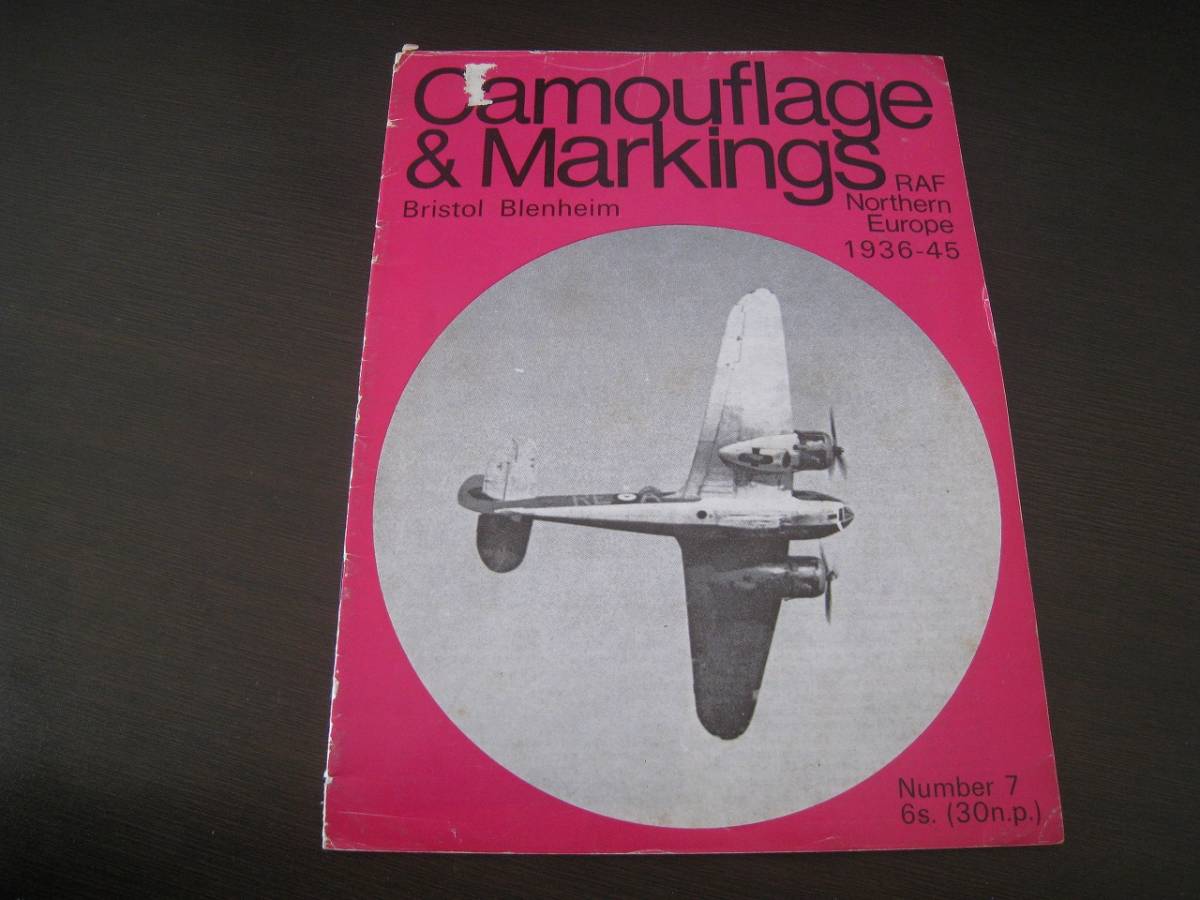 Camouflage
& Markings
Bristol Blenheim
RAF
Northern
Europe
1936-45
Number 7
6s. (30n.p.)